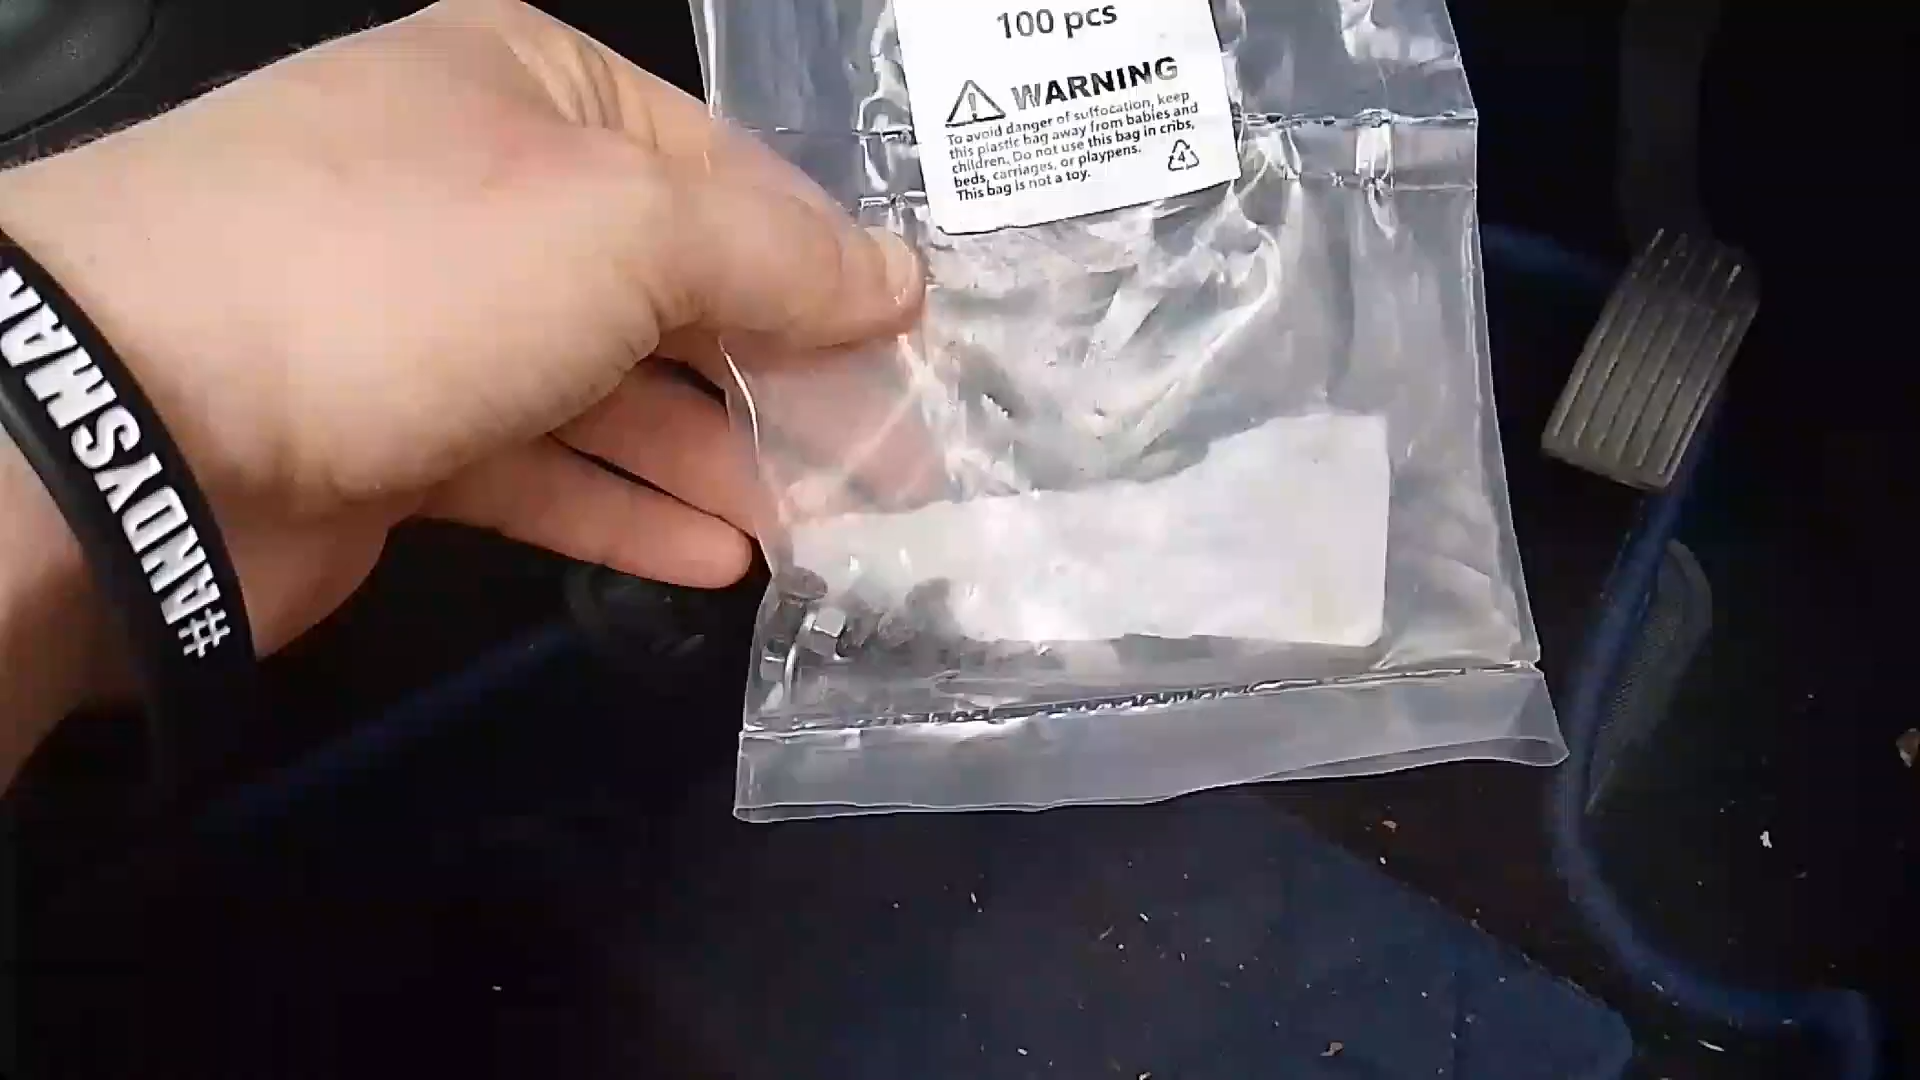 100 pcs
WARNING
To avoid danger of suffocation, keep
this plastic bag away from babies and
children. Do not use this bag in cribs,
beds, carriages, or playpens.
This bag is not a toy.
4
#ANDYSMAN